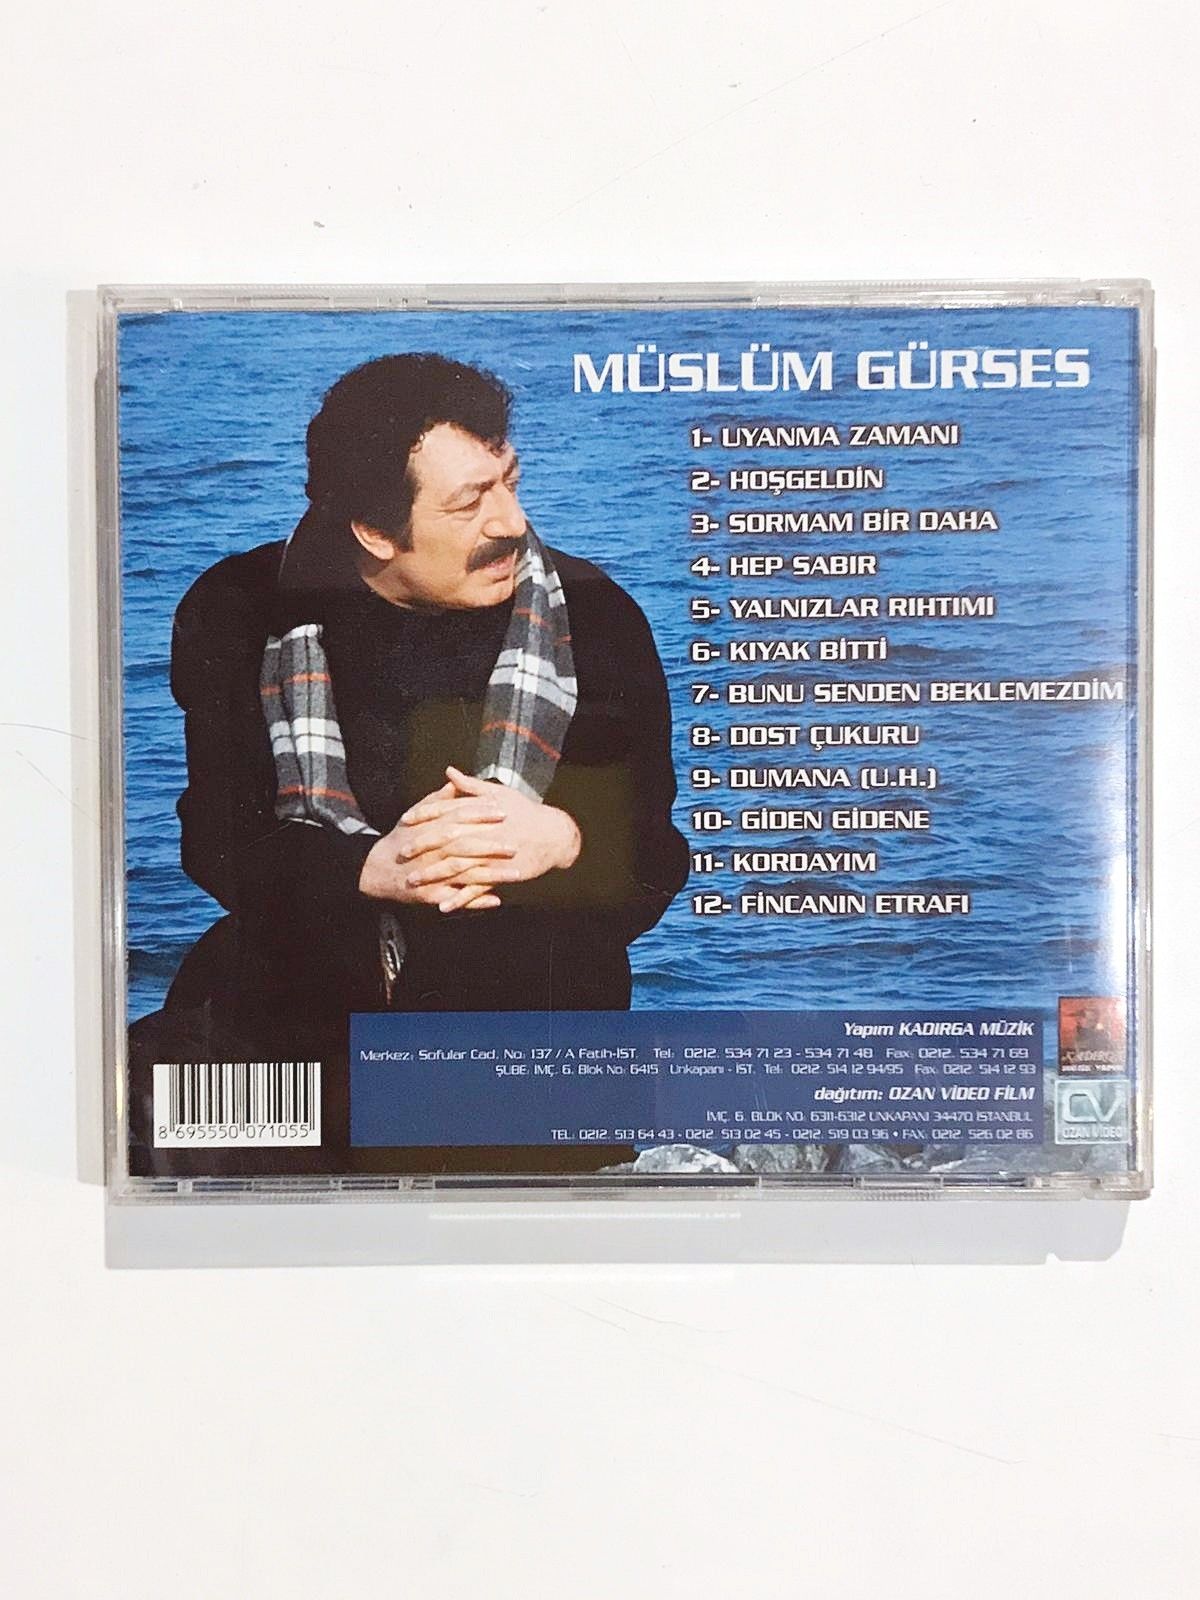 MÜSLÜM GÜRSES
1- UYANMA ZAMANI
2- HOŞGELDİN
3- SORMAM BİR DAHA
4- HEP SABIR
5- YALNIZLAR RIHTIMI
6- KIYAK BİTTİ
7- BUNU SENDEN BEKLEMEZDİM
8- DOST ÇUKURU
9- DUMANA (U.H.)
10- GİDEN GİDENE
11- KORDAYIM
12- FİNCANIN ETRAFI
Yapım KADIRGA MÜZİK
Merkez: Sofular Cad. No: 137 / A Fatih-İST. Tel: 0212. 534 71 23 - 534 71 48 Fax: 0212. 534 71 69
ŞUBE: İMÇ. 6. Blok No: 6415 Unkapanı - İST. Tel: 0212. 514 12 94/95 Fax: 0212. 514 12 93
dağıtım: OZAN VİDEO FİLM
İMÇ. 6. BLOK NO: 6311-6312 UNKAPANI 34470 İSTANBUL
TEL: 0212. 513 64 43 - 0212. 513 02 45 - 0212. 519 03 96 • FAX: 0212. 526 02 86
KADIRGA
OZAN VİDEO
8 695550 071055